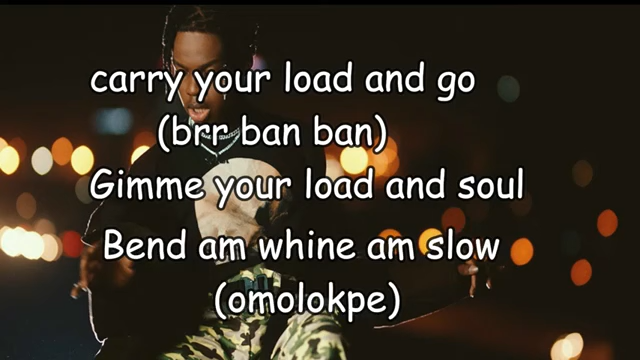 carry your load and go
(brr ban ban)
Gimme your load and soul
Bend am whine am slow
(omolokpe)